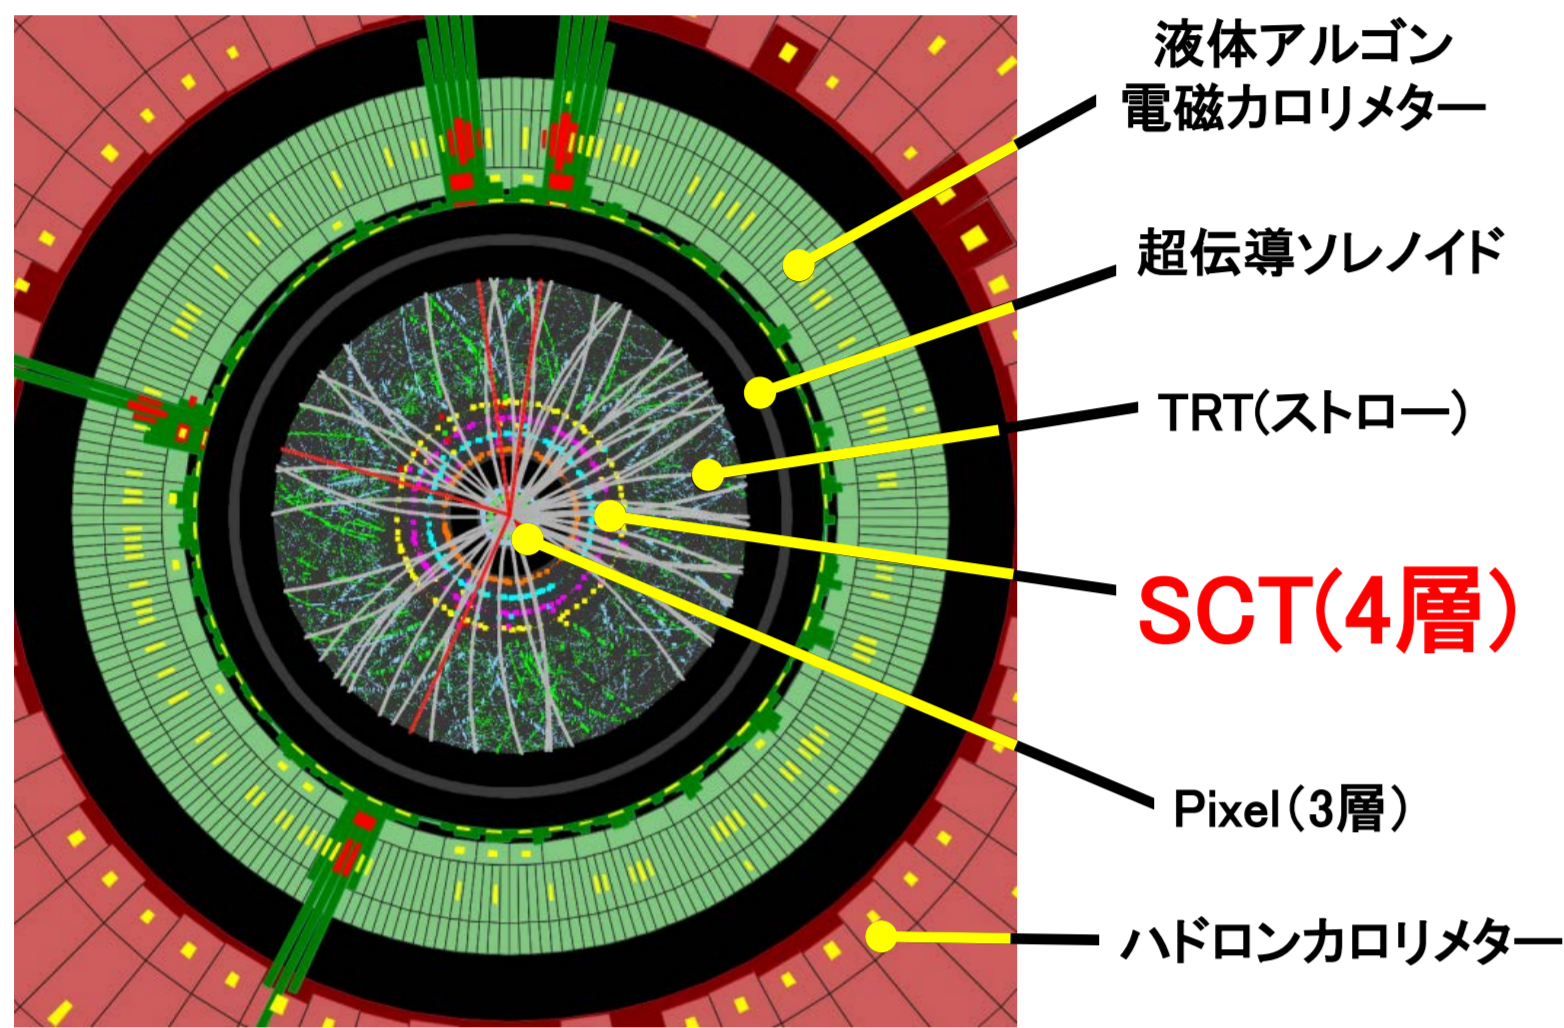 液体アルゴン
電磁カロリメター
超伝導ソレノイド
TRT(ストロー)
SCT(4層)
Pixel(3層)
ハドロンカロリメター